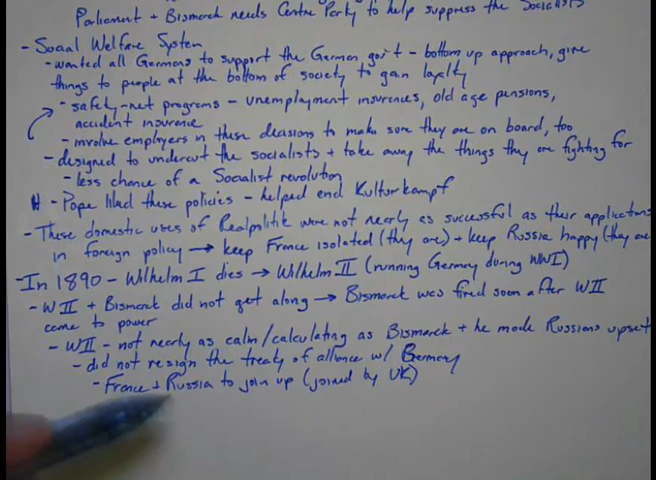 Parliament + Bismarck needs Centre Party to help suppress the Socialists
- Social Welfare System
- wanted all Germans to support the German gov't - bottom up approach, give
things to people at the bottom of society to gain loyalty
- safety-net programs - unemployment insurences, old age pensions,
accident insurance
- involve employers in these decisions to make sure they are on board, too
- designed to undercut the socialists + take away the things they are fighting for
- less chance of a Socialist revolution
- Pope liked these policies - helped end Kulturkampf
- These domestic uses of Realpolitik were not nearly as successful as their applications
in foreign policy → keep France isolated (they are) + keep Russia happy (they are
- In 1890 - Wilhelm I dies → Wilhelm II (running Germany during WWI)
- WII + Bismarck did not get along → Bismarck was fired soon after WII
came to power
- WII - not nearly as calm/calculating as Bismarck + he made Russians upset
- did not resign the treaty of alliance w/ Germany
- France + Russia to join up (joined by UK)